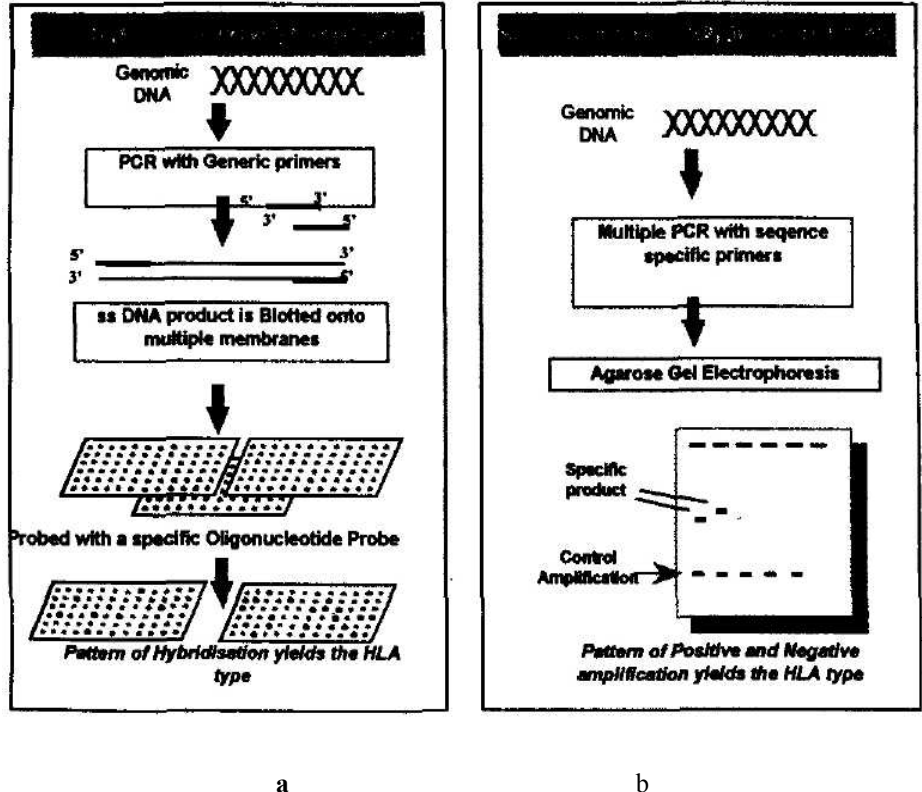 Genomic
DNA
PCR with Generic primers
5'
3'
3'
5'
5'
3'
3'
5'
ss DNA product is Blotted onto
multiple membranes
Probed with a specific Oligonucleotide Probe
Pattern of Hybridisation yields the HLA
type
a
Genomic
DNA
Multiple PCR with seqence
specific primers
Agarose Gel Electrophoresis
Specific
product
Control
Amplification
Pattern of Positive and Negative
amplification yields the HLA type
b